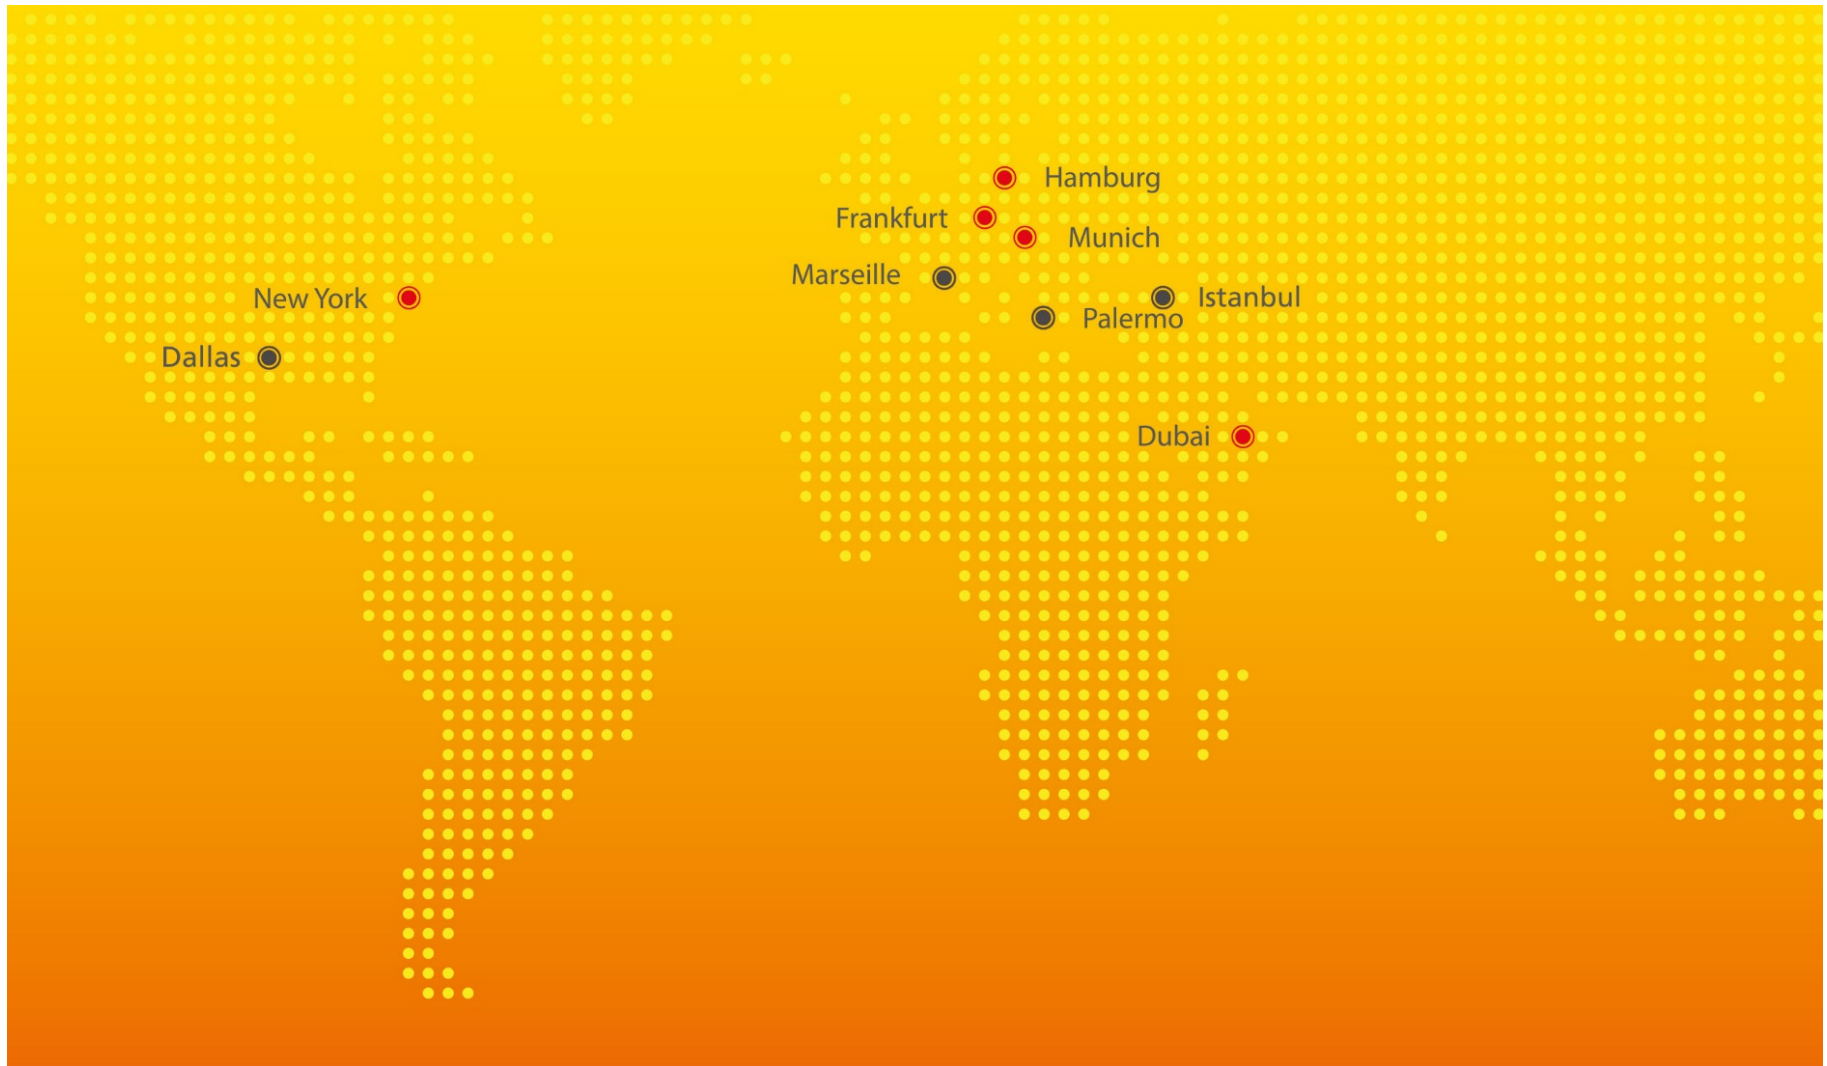 Hamburg
Frankfurt
Munich
Marseille
New York
Istanbul
Palermo
Dallas
Dubai